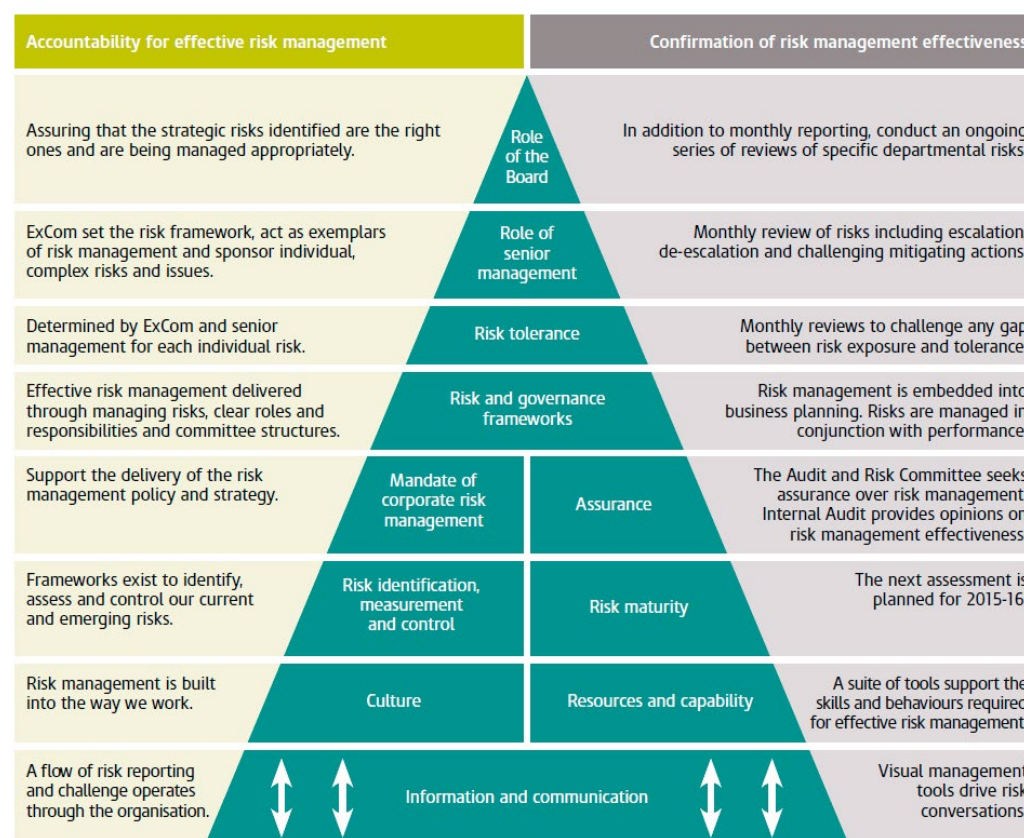 Accountability for effective risk management
Confirmation of risk management effectiveness
Assuring that the strategic risks identified are the right
ones and are being managed appropriately.
Role
of the
Board
In addition to monthly reporting, conduct an ongoing
series of reviews of specific departmental risks
ExCom set the risk framework, act as exemplars
of risk management and sponsor individual,
complex risks and issues.
Role of
senior
management
Monthly review of risks including escalation
de-escalation and challenging mitigating actions
Determined by ExCom and senior
management for each individual risk.
Risk tolerance
Monthly reviews to challenge any gap
between risk exposure and tolerance
Effective risk management delivered
through managing risks, clear roles and
responsibilities and committee structures.
Risk and governance
frameworks
Risk management is embedded into
business planning. Risks are managed in
conjunction with performance
Support the delivery of the risk
management policy and strategy.
Mandate of
corporate risk
management
Assurance
The Audit and Risk Committee seeks
assurance over risk management
Internal Audit provides opinions on
risk management effectiveness
Frameworks exist to identify,
assess and control our current
and emerging risks.
Risk identification,
measurement
and control
Risk maturity
The next assessment is
planned for 2015-16
Risk management is built
into the way we work.
Culture
Resources and capability
A suite of tools support the
skills and behaviours required
for effective risk management
A flow of risk reporting
and challenge operates
through the organisation.
Information and communication
Visual management
tools drive risk
conversations